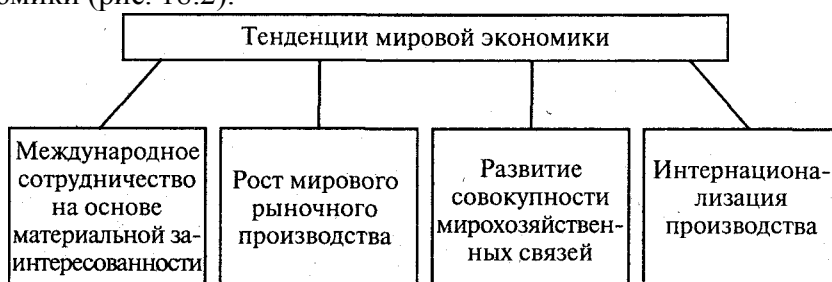 омики (рис. 18.2).
Тенденции мировой экономики
Международное
сотрудничество
на основе
материальной за-
интересованности
Рост мирового
рыночного
производства
Развитие
совокупности
мирохозяйствен-
ных связей
Интернациона-
лизация
производства